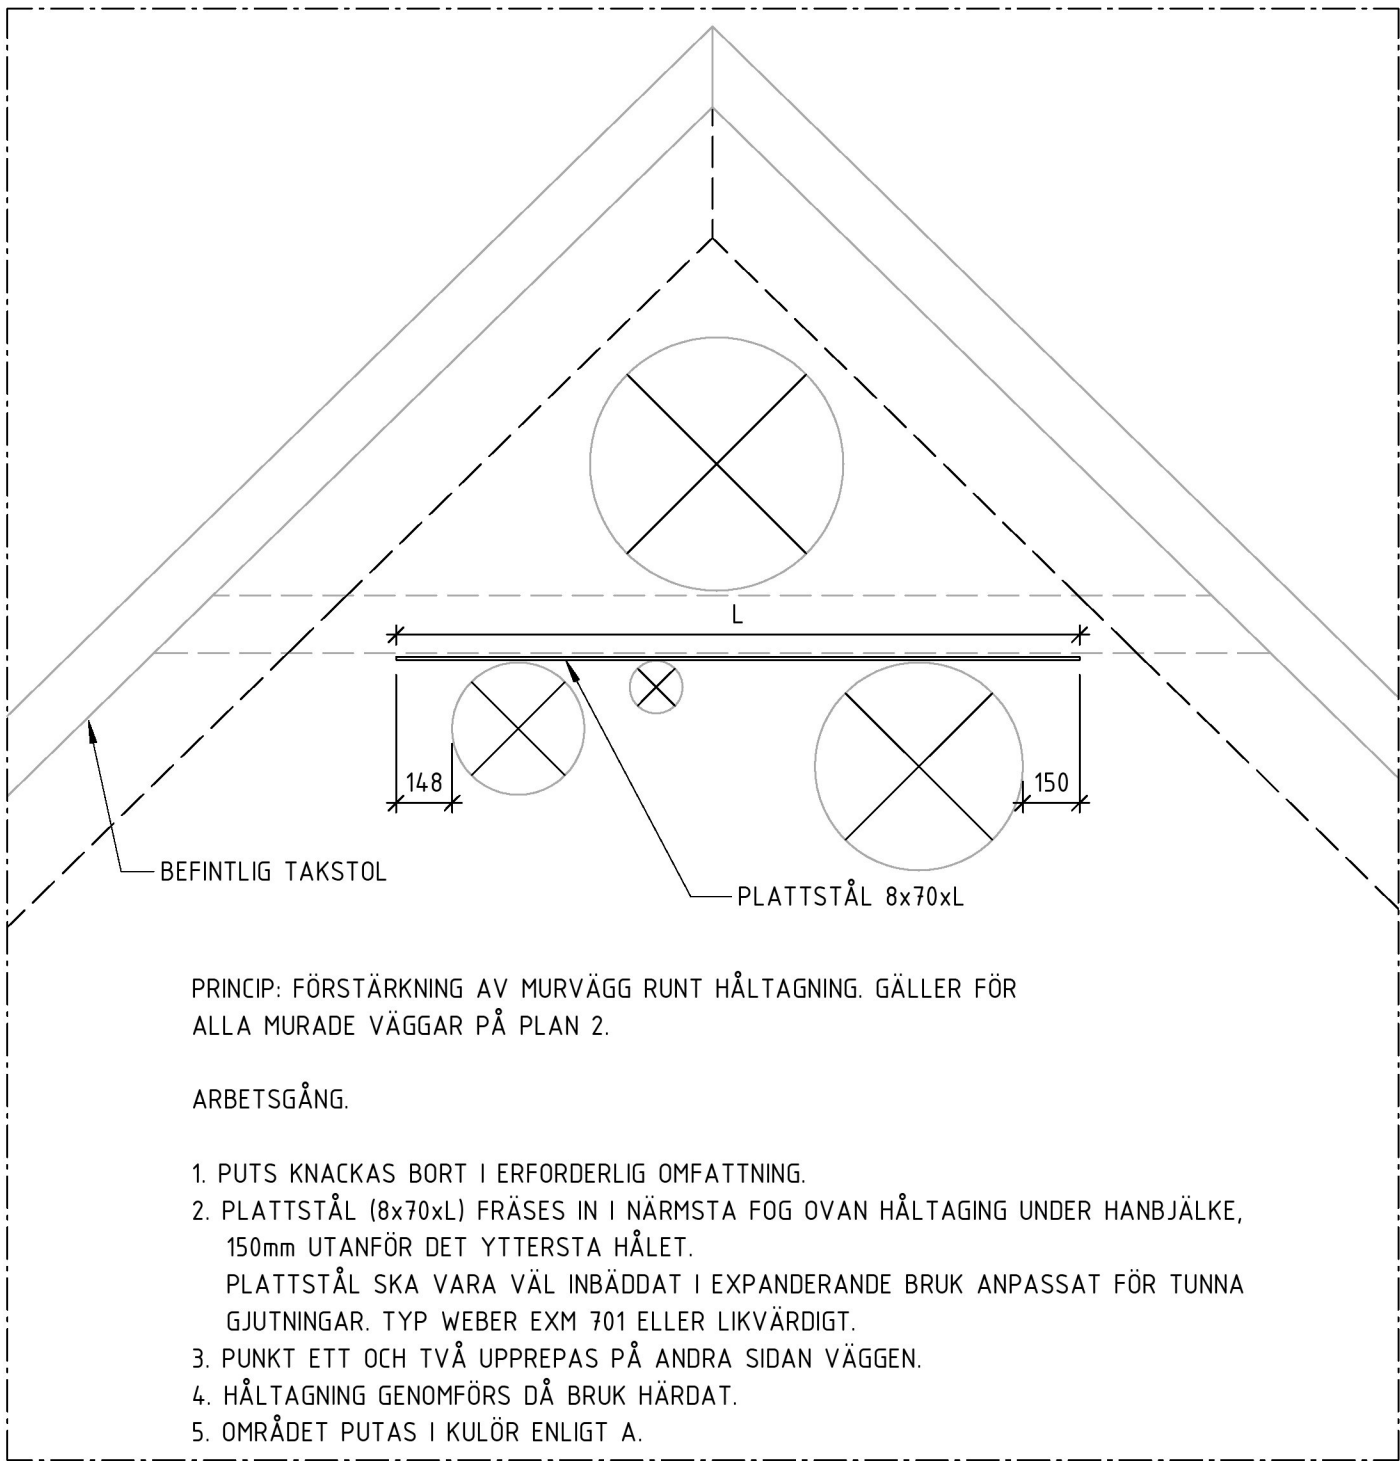 L
148
150
BEFINTLIG TAKSTOL
PLATTSTÅL 8x70xL
PRINCIP: FÖRSTÄRKNING AV MURVÄGG RUNT HÅLTAGNING. GÄLLER FÖR
ALLA MURADE VÄGGAR PÅ PLAN 2.
ARBETSGÅNG.
1. PUTS KNACKAS BORT I ERFORDERLIG OMFATTNING.
2. PLATTSTÅL (8x70xL) FRÄSES IN I NÄRMSTA FOG OVAN HÅLTAGING UNDER HANBJÄLKE,
150mm UTANFÖR DET YTTERSTA HÅLET.
PLATTSTÅL SKA VARA VÄL INBÄDDAT I EXPANDERANDE BRUK ANPASSAT FÖR TUNNA
GJUTNINGAR. TYP WEBER EXM 701 ELLER LIKVÄRDIGT.
3. PUNKT ETT OCH TVÅ UPPREPAS PÅ ANDRA SIDAN VÄGGEN.
4. HÅLTAGNING GENOMFÖRS DÅ BRUK HÄRDAT.
5. OMRÅDET PUTAS I KULÖR ENLIGT A.